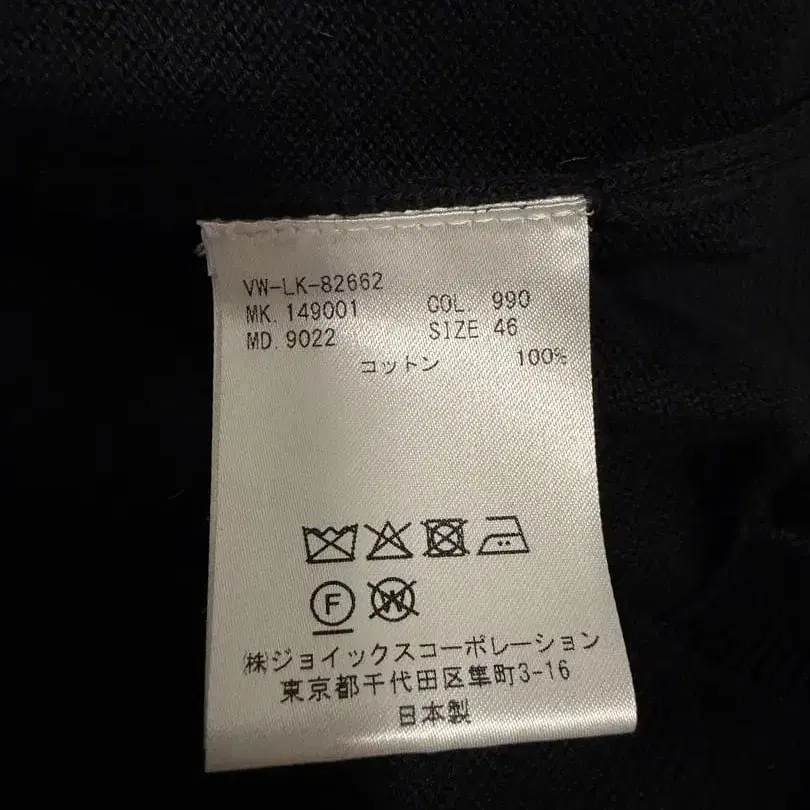 VW-LK-82662
MK. 149001 COL. 990
MD. 9022 SIZE 46
コットン 100%
F
W
㈱ジョイックスコーポレーション
東京都千代田区隼町3-16
日本製